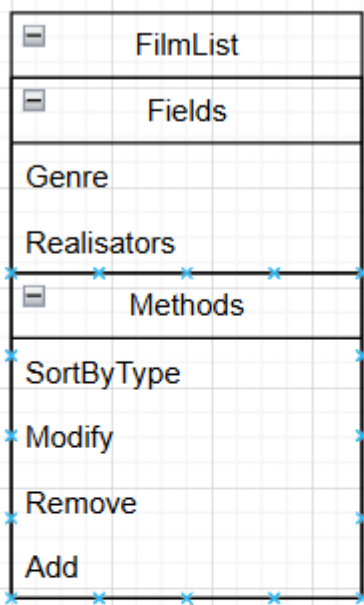 FilmList
Fields
Genre
Realisators
Methods
SortByType
Modify
Remove
Add